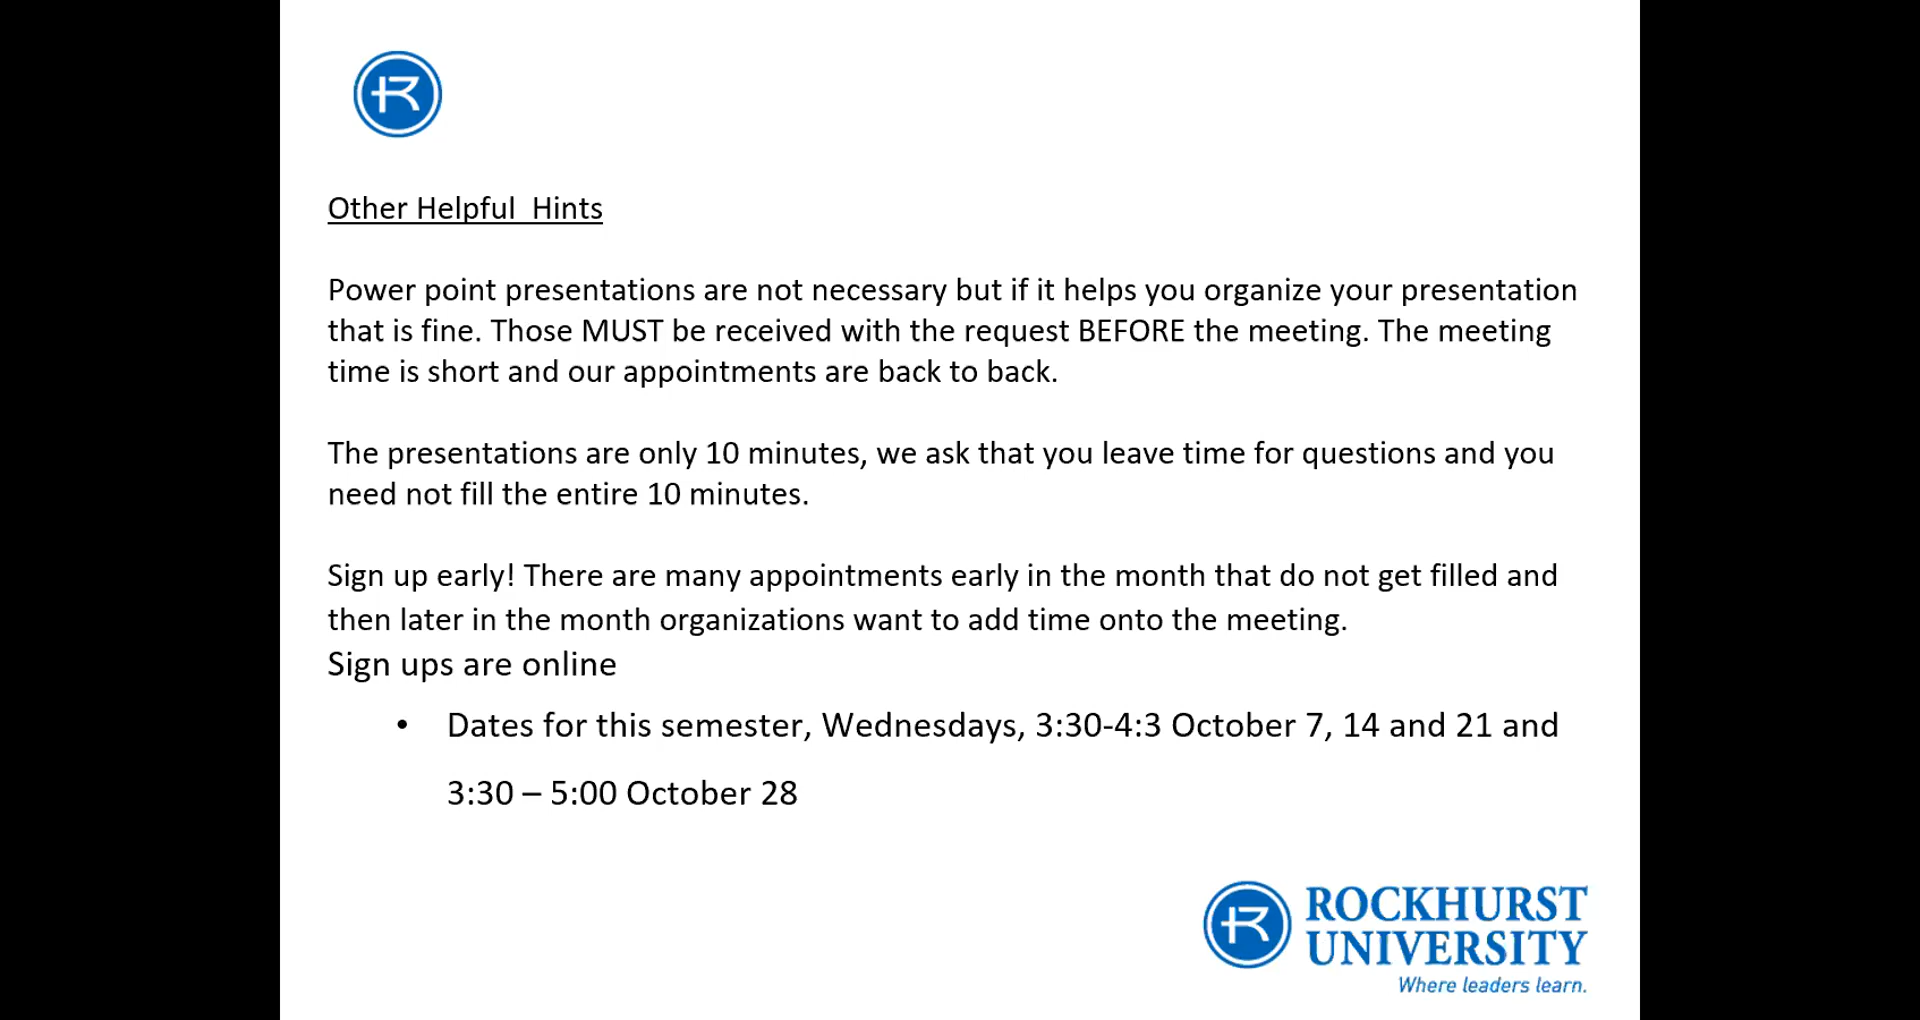 Other Helpful  Hints
Power point presentations are not necessary but if it helps you organize your presentation
that is fine. Those MUST be received with the request BEFORE the meeting. The meeting
time is short and our appointments are back to back.
The presentations are only 10 minutes, we ask that you leave time for questions and you
need not fill the entire 10 minutes.
Sign up early! There are many appointments early in the month that do not get filled and
then later in the month organizations want to add time onto the meeting.
Sign ups are online
• Dates for this semester, Wednesdays, 3:30-4:3 October 7, 14 and 21 and
3:30 – 5:00 October 28
ROCKHURST
UNIVERSITY
Where leaders learn.